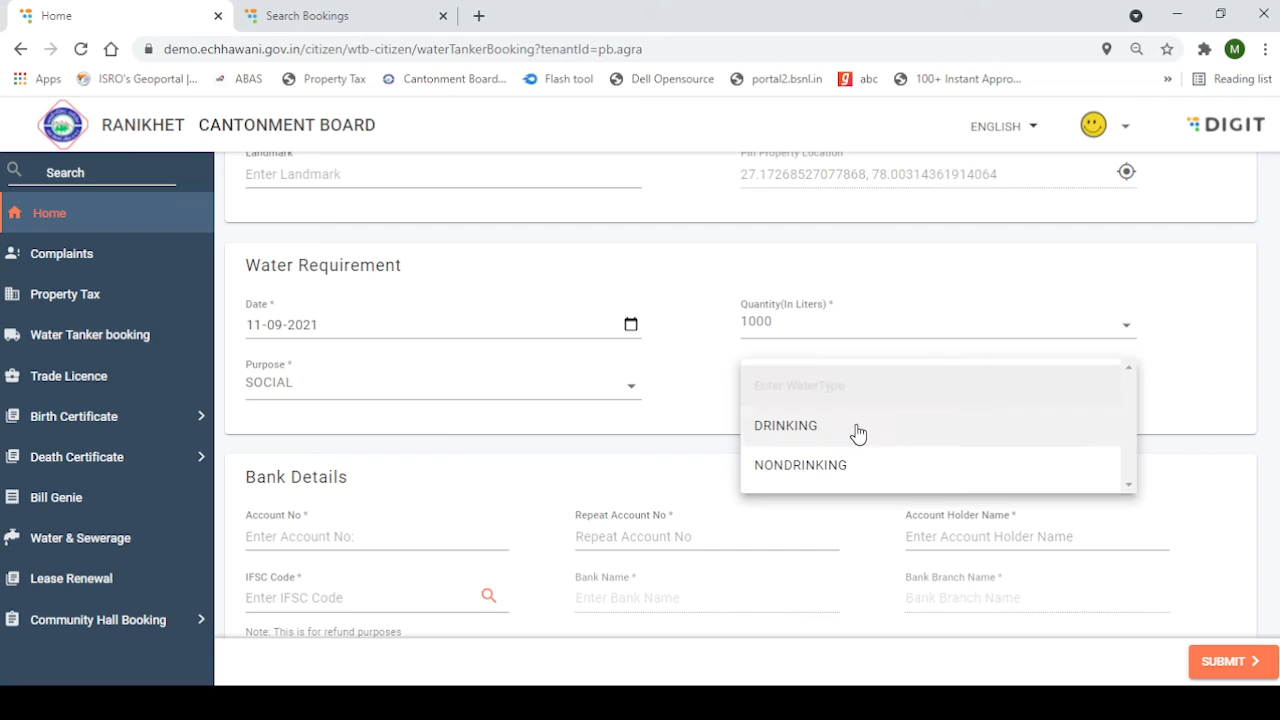 Home
Search Bookings
demo.echhawani.gov.in/citizen/wtb-citizen/waterTankerBooking?tenantId=pb.agra
M
Apps
ISRO's Geoportal |...
ABAS
Property Tax
Cantonment Board...
Flash tool
Dell Opensource
portal2.bsnl.in
abc
100+ Instant Appro...
»
Reading list
RANIKHET CANTONMENT BOARD
ENGLISH
DIGIT
Search
Home
Complaints
Property Tax
Water Tanker booking
Trade Licence
Birth Certificate
Death Certificate
Bill Genie
Water & Sewerage
Lease Renewal
Community Hall Booking
Landmark
Enter Landmark
Pin Property Location
27.17268527077868, 78.00314361914064
Water Requirement
Date *
11-09-2021
Quantity(In Liters) *
1000
Purpose *
SOCIAL
Enter WaterType
DRINKING
NONDRINKING
Bank Details
Account No *
Enter Account No:
Repeat Account No *
Repeat Account No
Account Holder Name *
Enter Account Holder Name
IFSC Code *
Enter IFSC Code
Bank Name *
Enter Bank Name
Bank Branch Name *
Bank Branch Name
Note: This is for refund purposes
SUBMIT